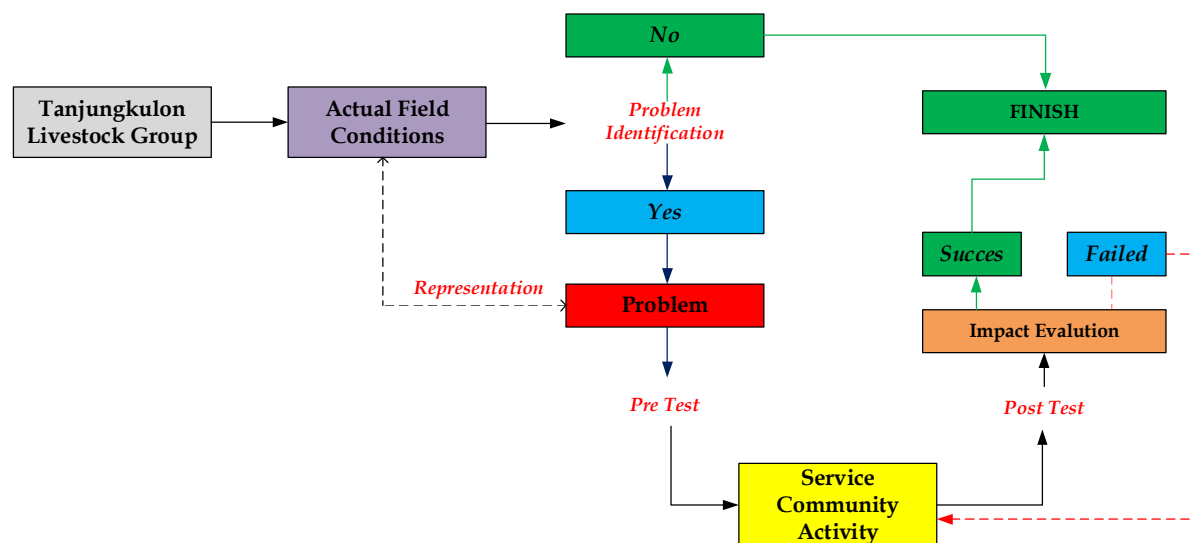 No
Tanjungkulon
Livestock Group
Actual Field
Conditions
Problem
Identification
FINISH
Yes
Succes
Failed
Representation
Problem
Impact Evalution
Pre Test
Post Test
Service
Community
Activity